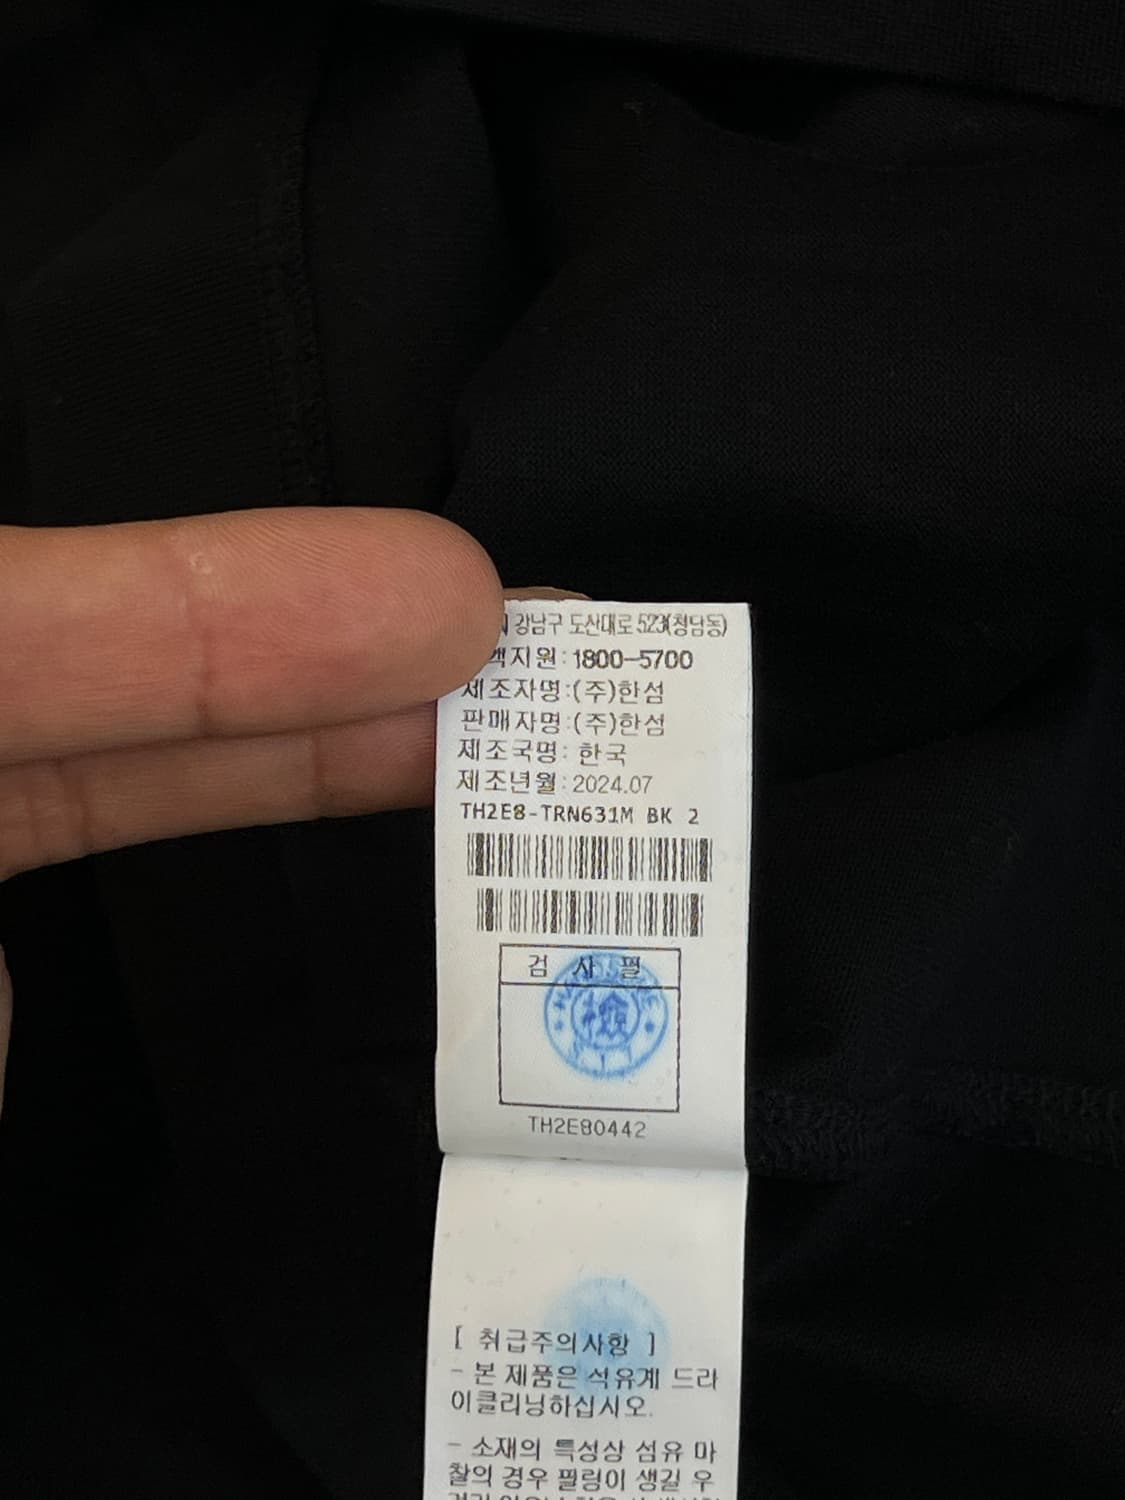 강남구 도산대로 523(청담동)
객지원:1800-5700
제조자명:(주)한섬
판매자명:(주)한섬
제조국명: 한국
제조년월:2024.07
TH2E8-TRN631M BK 2
검 사 필
TH2E80442
[ 취급주의사항 ]
- 본 제품은 석유계 드라
이클리닝하십시오.
- 소재의 특성상 섬유 마
찰의 경우 필링이 생길 우